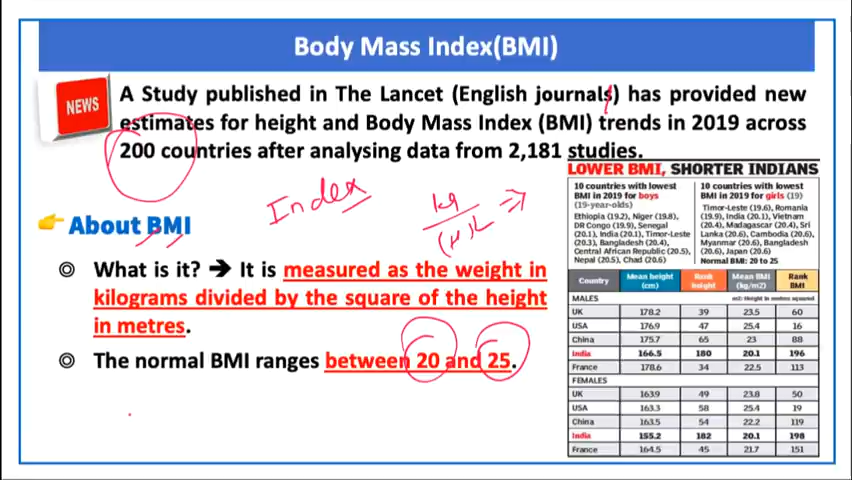 Body Mass Index(BMI)
NEWS
A Study published in The Lancet (English journals) has provided new
estimates for height and Body Mass Index (BMI) trends in 2019 across
200 countries after analysing data from 2,181 studies.
Index
kg
(H)2
About BMI
What is it? → It is measured as the weight in
kilograms divided by the square of the height
in metres.
The normal BMI ranges between 20 and 25.
LOWER BMI, SHORTER INDIANS
10 countries with lowest
BMI in 2019 for boys
(19-year-olds)
Ethiopia (19.2), Niger (19.8),
DR Congo (19.9), Senegal
(20.1), India (20.1), Timor-Leste
(20.3), Bangladesh (20.4),
Central African Republic (20.5),
Nepal (20.5), Chad (20.6)
10 countries with lowest
BMI in 2019 for girls (19)
Timor-Leste (19.6), Romania
(19.9), India (20.1), Vietnam
(20.4), Madagascar (20.4), Sri
Lanka (20.6), Cambodia (20.6),
Myanmar (20.6), Bangladesh
(20.6), Japan (20.6)
Normal BMI: 20 to 25
Country Mean height (cm) Rank height Mean BMI (kg/m2) Rank BMI
MALES m2: Height in metres squared
UK 178.2 39 23.5 60
USA 176.9 47 25.4 16
China 175.7 65 23 88
India 166.5 180 20.1 196
France 178.6 34 22.5 113
FEMALES
UK 163.9 49 23.8 50
USA 163.3 58 25.4 19
China 163.5 54 22.2 119
India 155.2 182 20.1 198
France 164.5 45 21.7 151